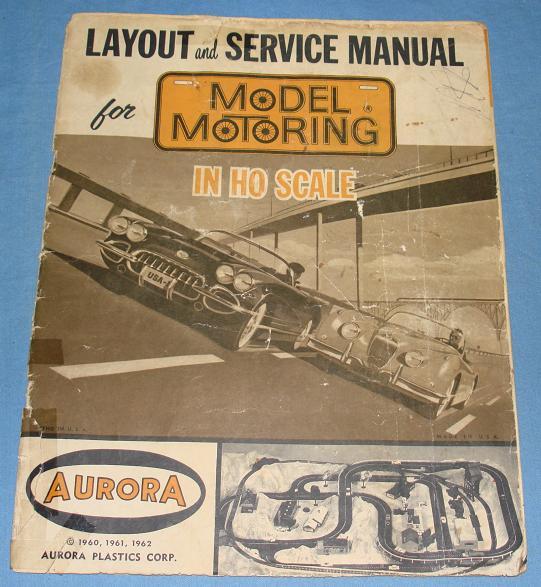 LAYOUT and SERVICE MANUAL
for
MODEL
MOTORING
IN HO SCALE
USA-1
MADE IN U.S.A.
AURORA
© 1960, 1961, 1962
AURORA PLASTICS CORP.